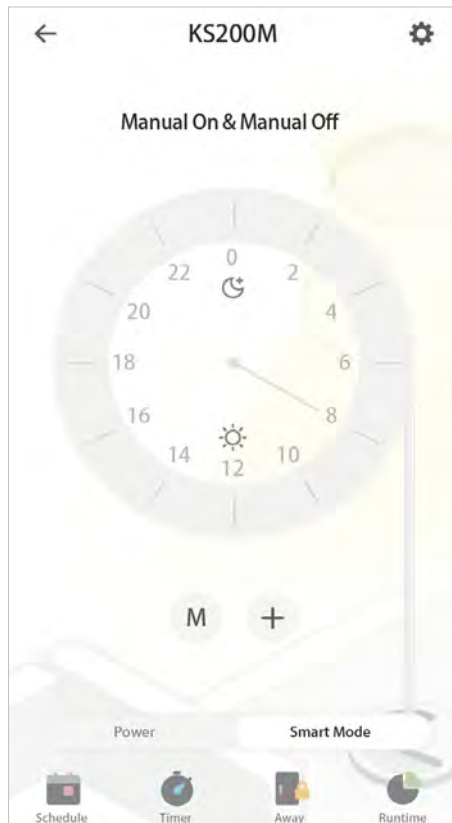 KS200M
Manual On & Manual Off
0
22 2
20 4
18 6
16 8
14 10
12
M
Power Smart Mode
Schedule Timer Away Runtime